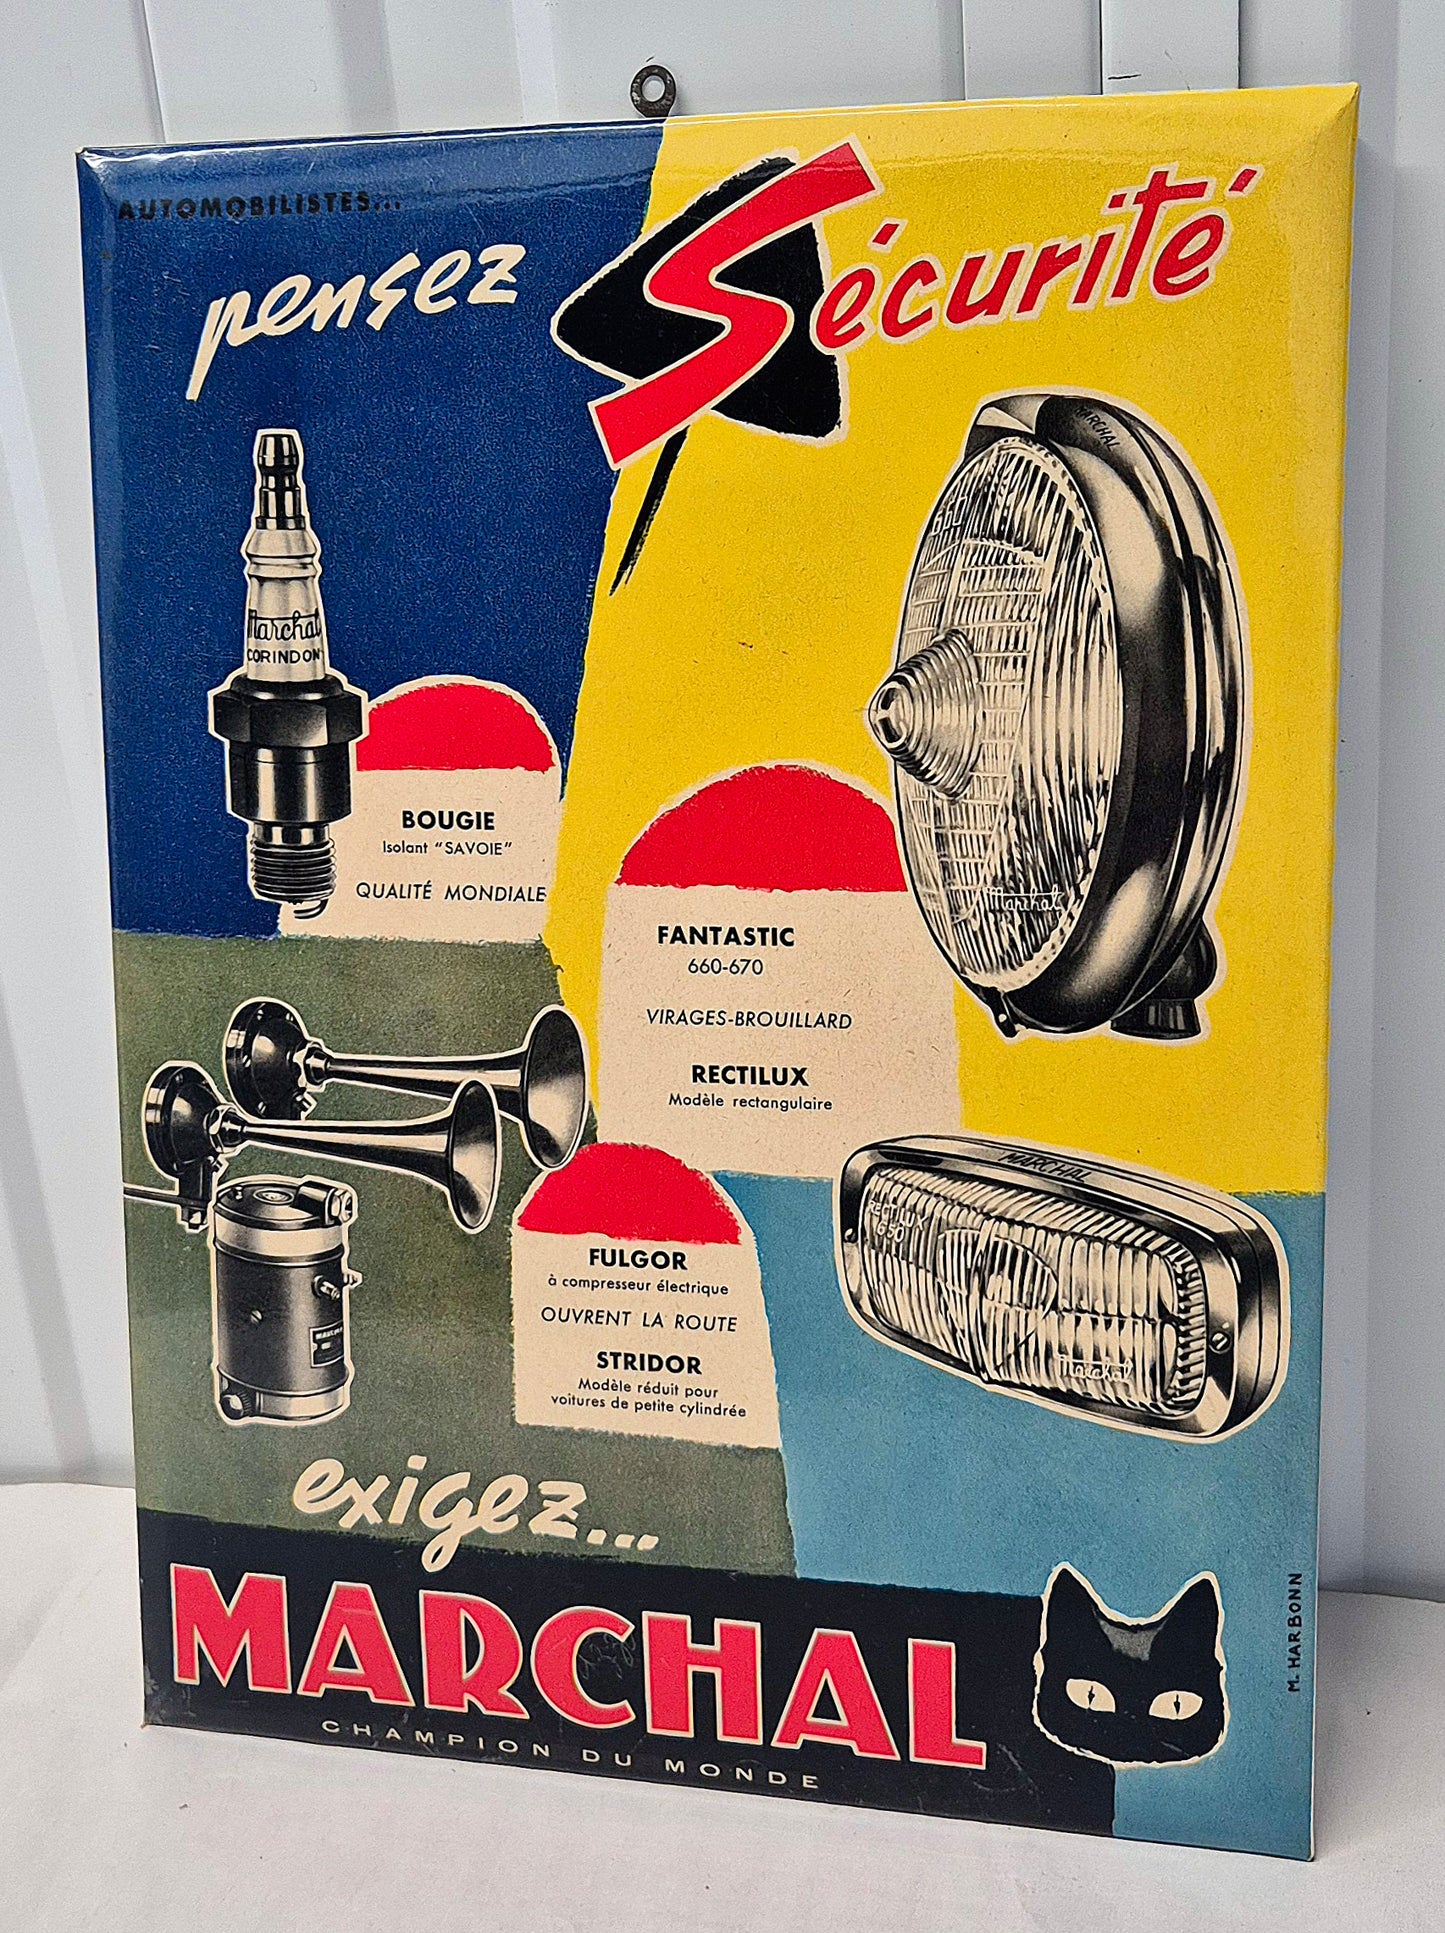 AUTOMOBILISTES...
pensez Sécurité
MARCHAL
660
Marchal
CORINDON
Marchal
BOUGIE
Isolant "SAVOIE"
QUALITÉ MONDIALE
FANTASTIC
660-670
VIRAGES-BROUILLARD
RECTILUX
Modèle rectangulaire
MARCHAL
RECTILUX
650
Marchal
FULGOR
à compresseur électrique
OUVRENT LA ROUTE
STRIDOR
Modèle réduit pour
voitures de petite cylindrée
exigez...
MARCHAL
CHAMPION DU MONDE
M. HARBONN